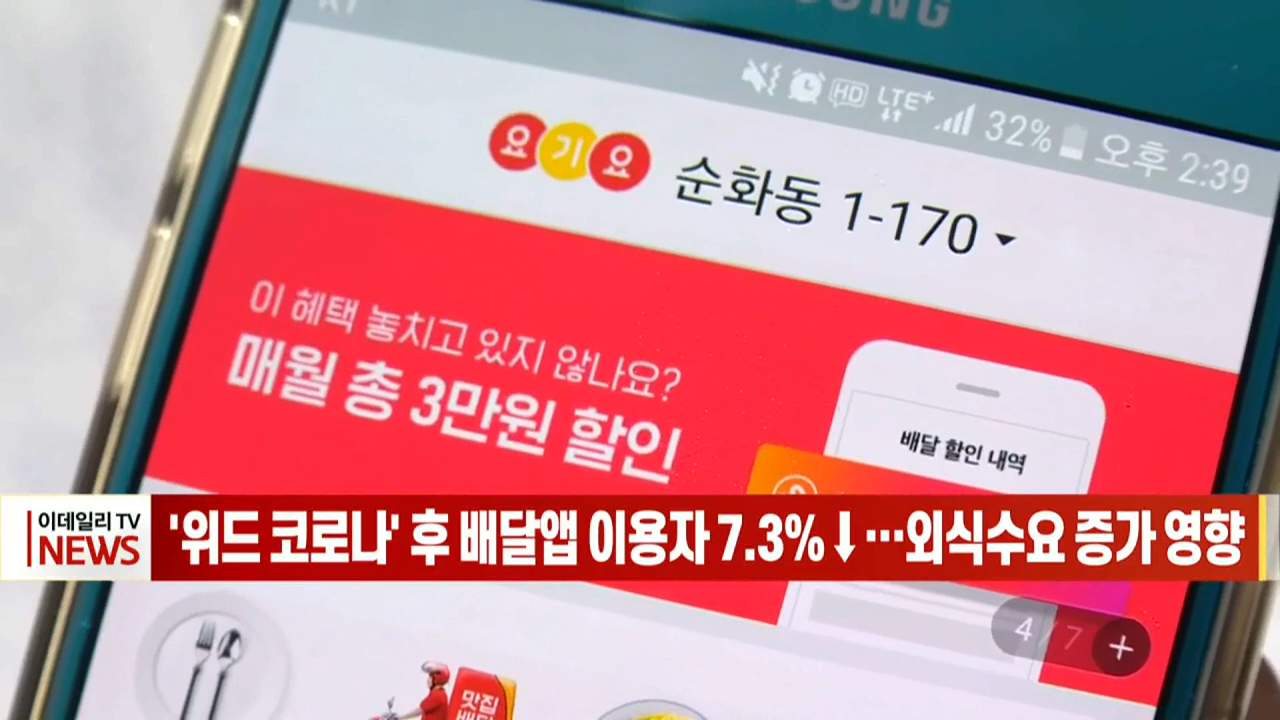 HD LTE+ 32% 오후 2:39
요기요 순화동 1-170
이 혜택 놓치고 있지 않나요?
매월 총 3만원 할인
배달 할인 내역
이데일리 TV
NEWS
'위드 코로나' 후 배달앱 이용자 7.3%↓…외식수요 증가 영향
4 / 7 +
맛집